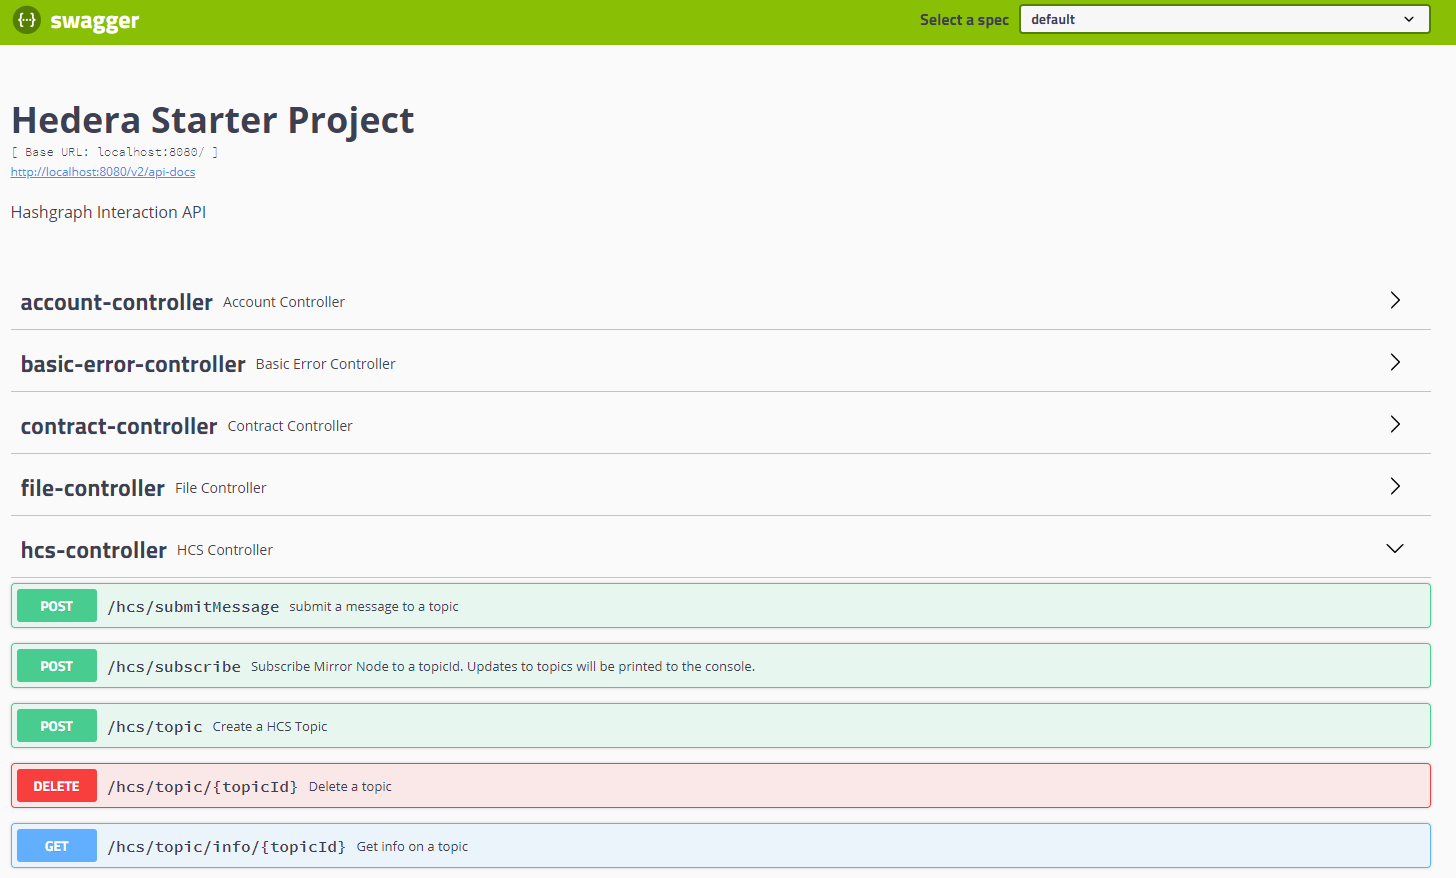 {···} swagger Select a spec default
Hedera Starter Project
[ Base URL: localhost:8080/ ]
http://localhost:8080/v2/api-docs
Hashgraph Interaction API
account-controller Account Controller
basic-error-controller Basic Error Controller
contract-controller Contract Controller
file-controller File Controller
hcs-controller HCS Controller
POST /hcs/submitMessage submit a message to a topic
POST /hcs/subscribe Subscribe Mirror Node to a topicId. Updates to topics will be printed to the console.
POST /hcs/topic Create a HCS Topic
DELETE /hcs/topic/{topicId} Delete a topic
GET /hcs/topic/info/{topicId} Get info on a topic